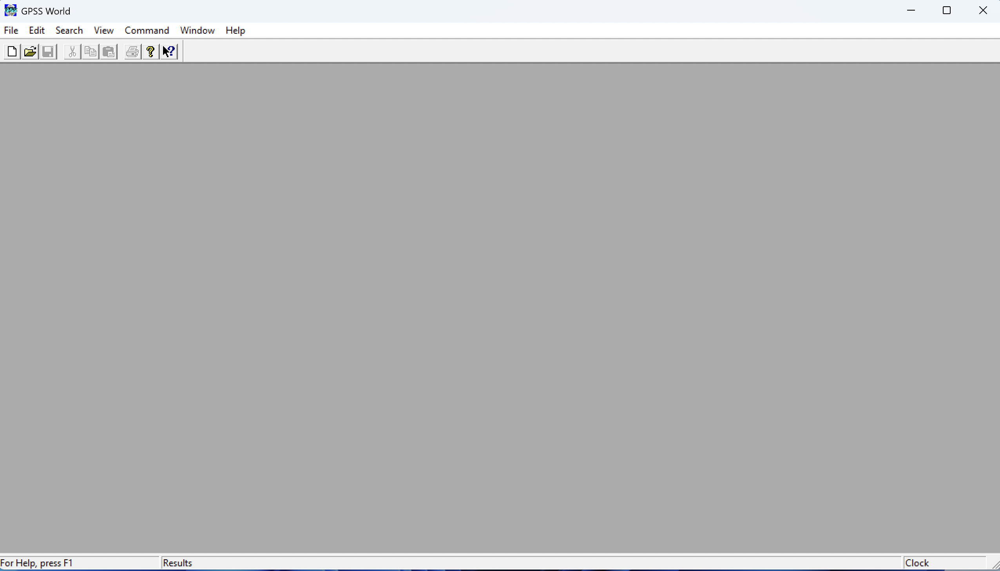 GPSS World
File Edit Search View Command Window Help
For Help, press F1 Results Clock